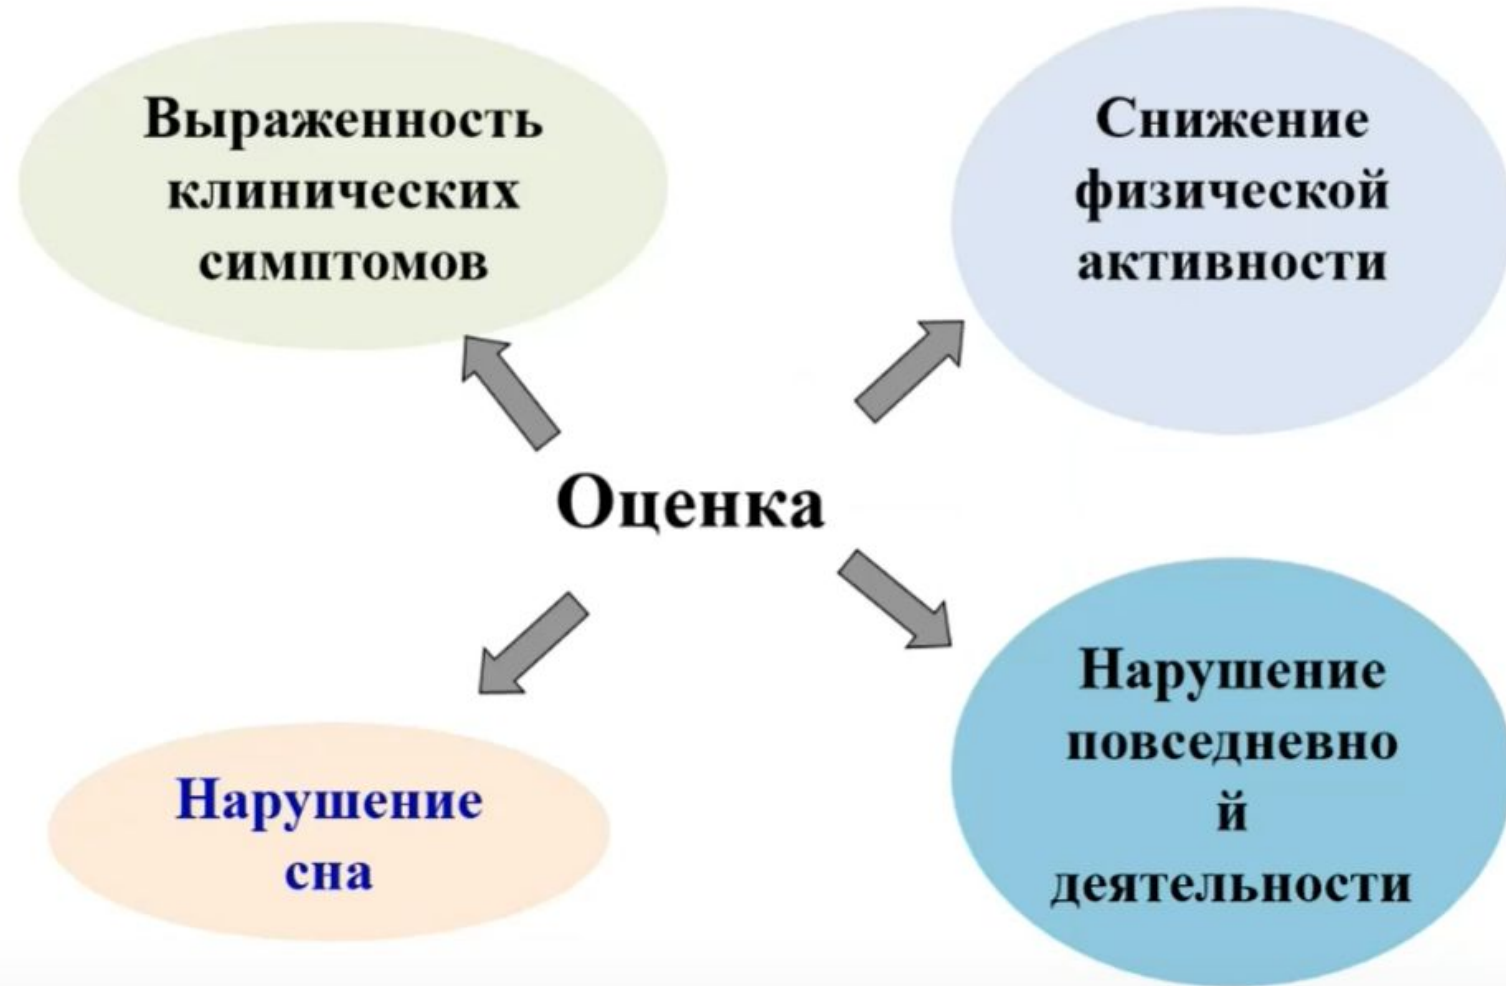 Выраженность
клинических
симптомов
Снижение
физической
активности
Оценка
Нарушение
сна
Нарушение
повседневно
й
деятельности